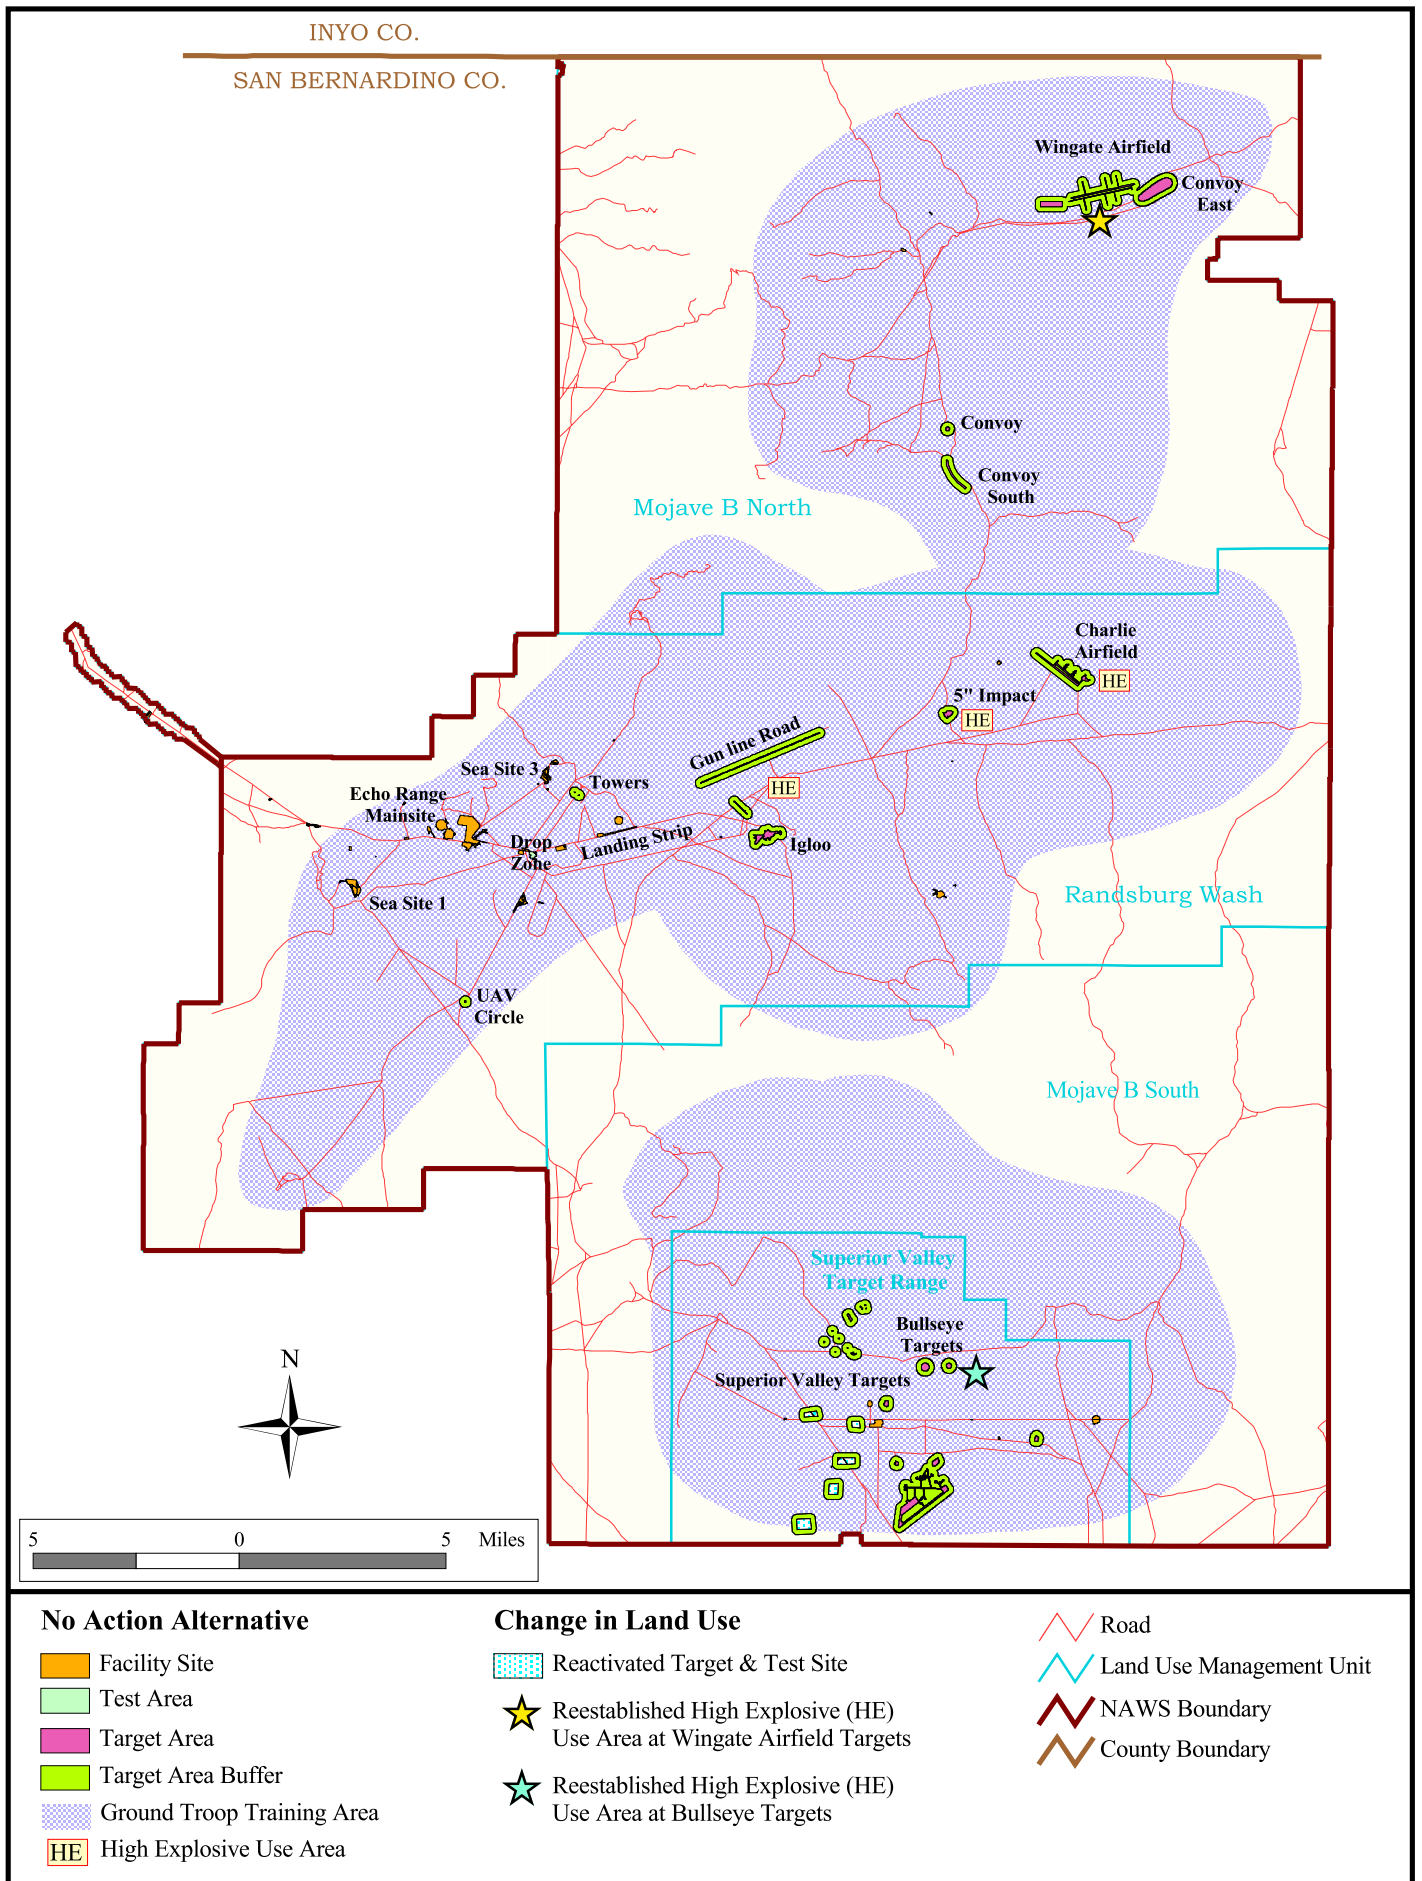 INYO CO.
SAN BERNARDINO CO.
Wingate Airfield
Convoy
East
Convoy
Convoy
South
Mojave B North
Charlie
Airfield
HE
5" Impact
HE
Gun line Road
Sea Site 3
Towers
HE
Echo Range
Mainsite
Drop
Zone
Landing Strip
Igloo
Sea Site 1
Randsburg Wash
UAV
Circle
Mojave B South
Superior Valley
Target Range
Bullseye
Targets
Superior Valley Targets
N
5 0 5 Miles
No Action Alternative
Facility Site
Test Area
Target Area
Target Area Buffer
Ground Troop Training Area
HE High Explosive Use Area
Change in Land Use
Reactivated Target & Test Site
Reestablished High Explosive (HE)
Use Area at Wingate Airfield Targets
Reestablished High Explosive (HE)
Use Area at Bullseye Targets
Road
Land Use Management Unit
NAWS Boundary
County Boundary